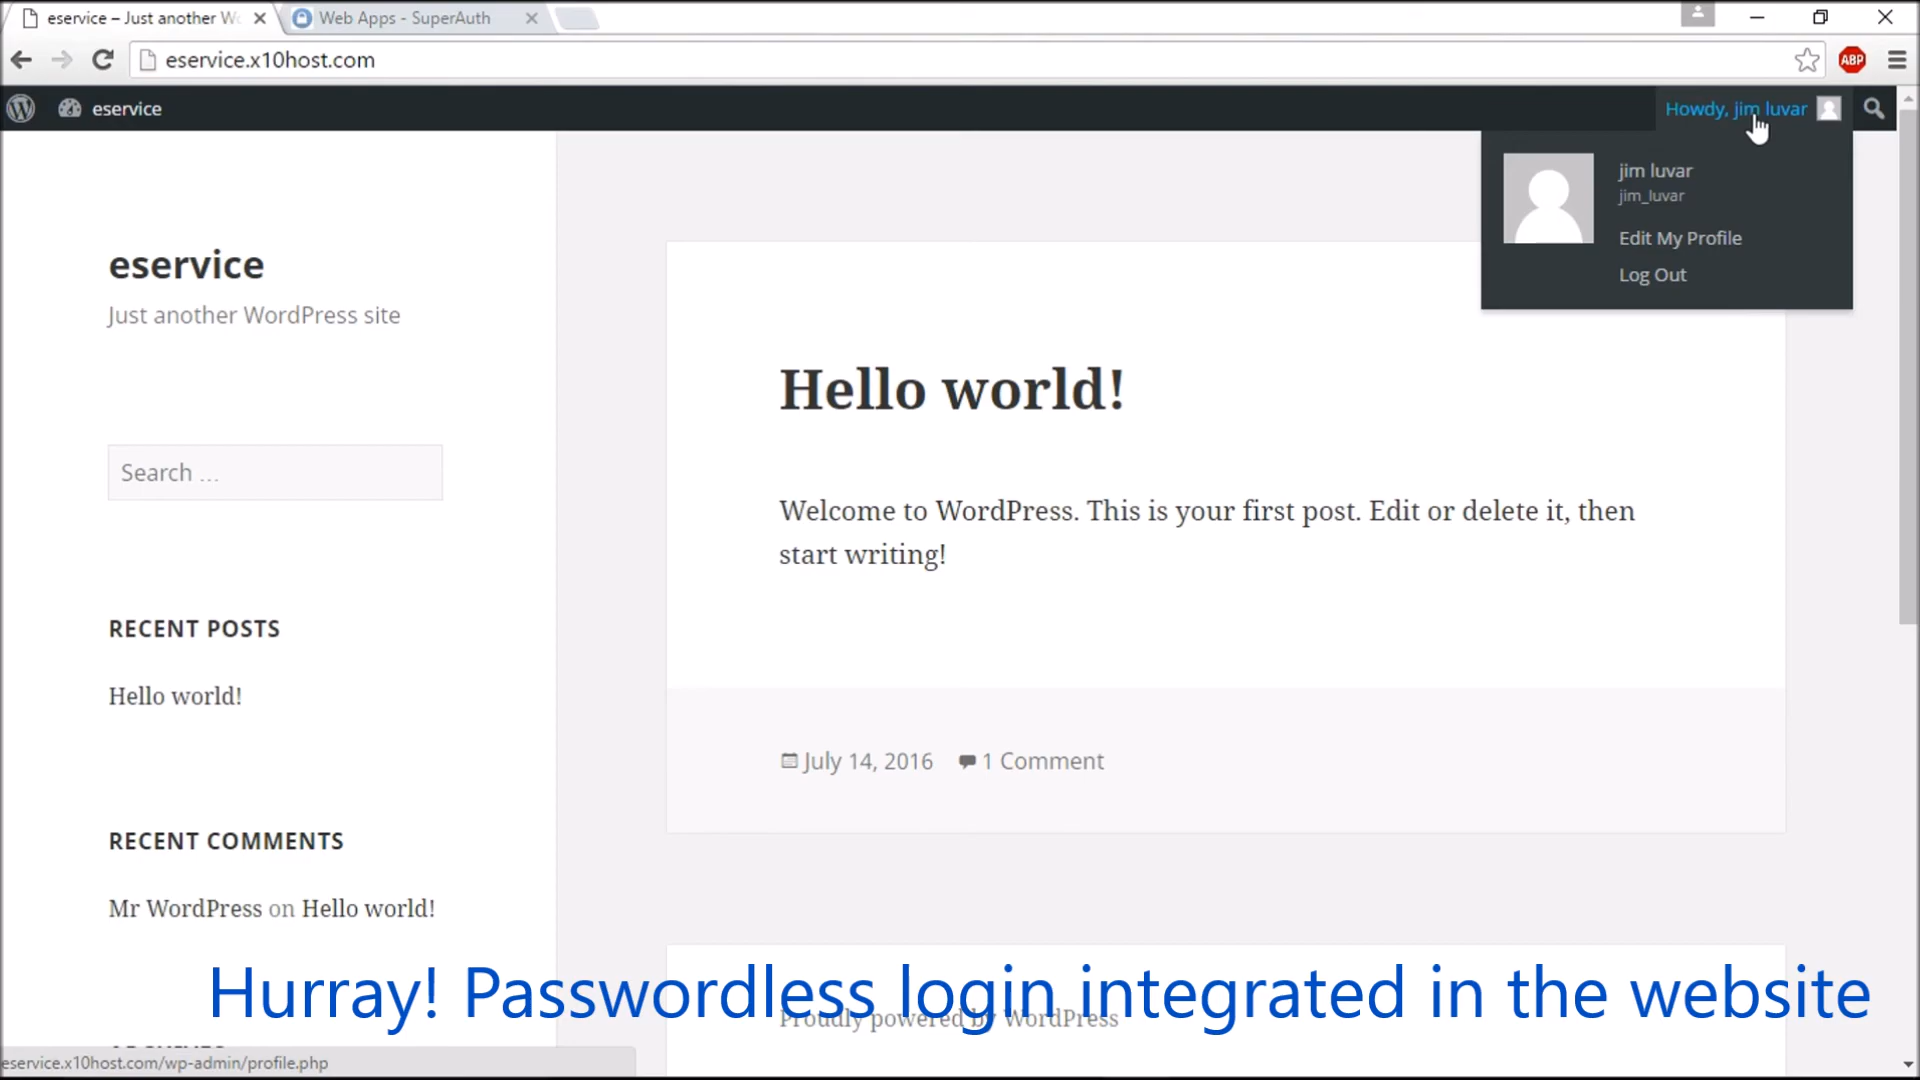 eservice – Just another Wo
Web Apps - SuperAuth
eservice.x10host.com
ABP
eservice
Howdy, jim luvar
jim luvar
jim_luvar
Edit My Profile
Log Out
eservice
Just another WordPress site
Search …
RECENT POSTS
Hello world!
RECENT COMMENTS
Mr WordPress on Hello world!
Hello world!
Welcome to WordPress. This is your first post. Edit or delete it, then
start writing!
July 14, 2016 1 Comment
Proudly powered by WordPress
Hurray! Passwordless login integrated in the website
eservice.x10host.com/wp-admin/profile.php